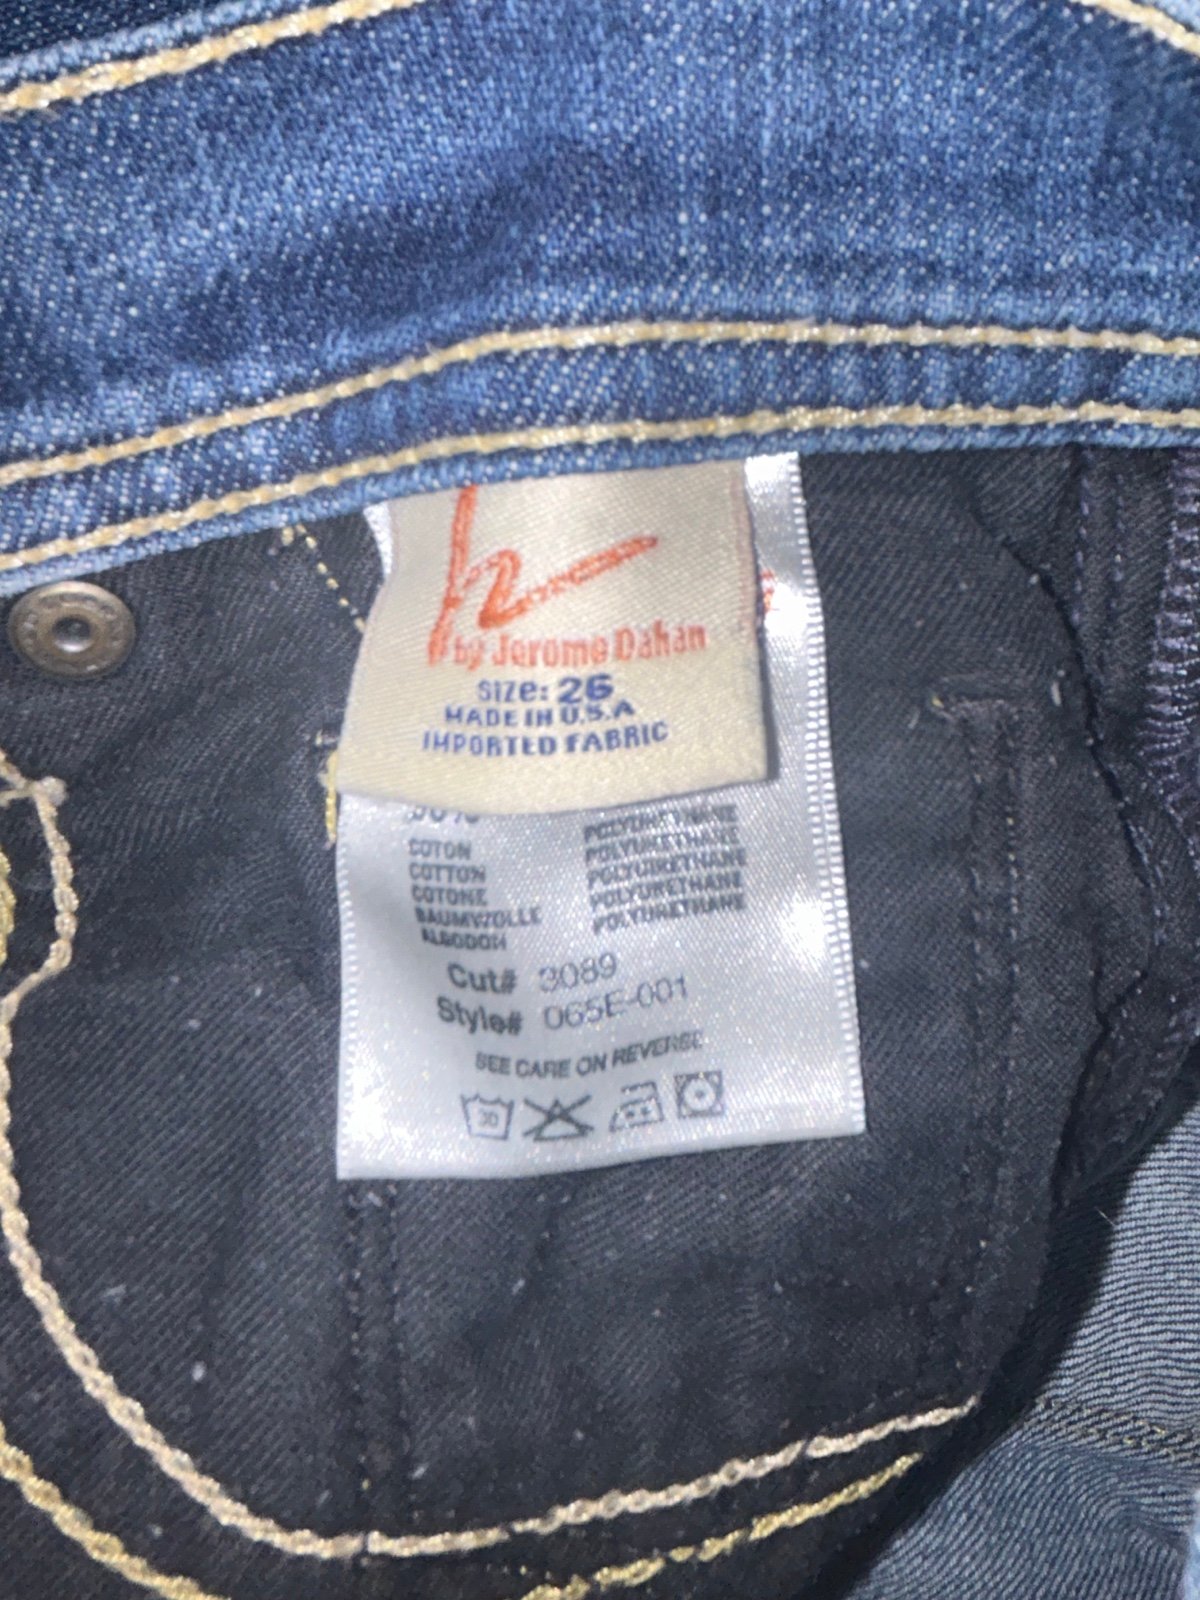 by Jerome Dahan
SIZE: 26
MADE IN U.S.A
IMPORTED FABRIC
POLYURETHANE
COTON POLYURETHANE
COTTON POLYURETHANE
COTONE POLYURETHANE
BAUMWOLLE POLYURETHANE
ALGODON
Cut# 3089
Style# 065E-001
SEE CARE ON REVERSE
30